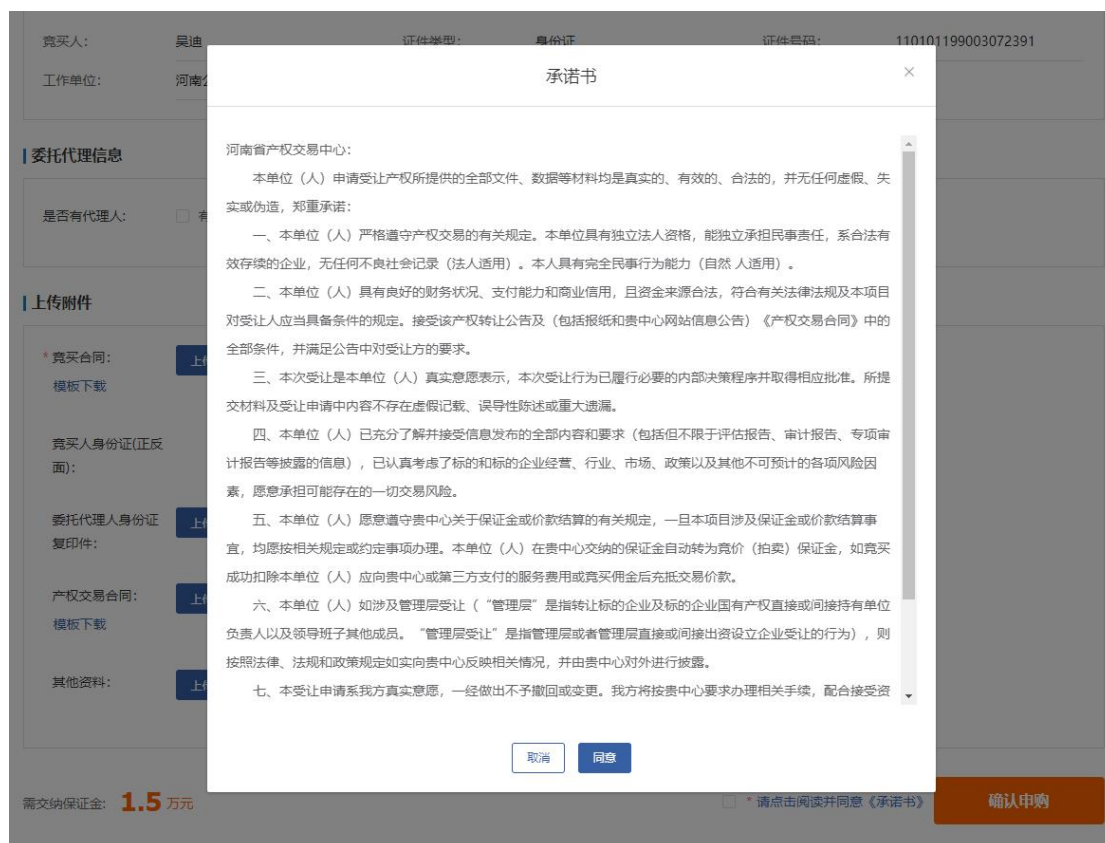 竞买人: 吴迪 证件类型: 身份证 证件号码: 110101199003072391
工作单位: 河南
承诺书
×
河南省产权交易中心:
本单位（人）申请受让产权所提供的全部文件、数据等材料均是真实的、有效的、合法的，并无任何虚假、失
实或伪造，郑重承诺:
一、本单位（人）严格遵守产权交易的有关规定。本单位具有独立法人资格，能独立承担民事责任，系合法有
效存续的企业，无任何不良社会记录（法人适用）。本人具有完全民事行为能力（自然 人适用）.
二、本单位（人）具有良好的财务状况、支付能力和商业信用，且资金来源合法，符合有关法律法规及本项目
对受让人应当具备条件的规定。接受该产权转让公告及（包括报纸和贵中心网站信息公告）《产权交易合同》中的
全部条件，并满足公告中对受让方的要求。
三、本次受让是本单位（人）真实意愿表示，本次受让行为已履行必要的内部决策程序并取得相应批准。所提
交材料及受让申请中内容不存在虚假记载、误导性陈述或重大遗漏。
四、本单位（人）已充分了解并接受信息发布的全部内容和要求（包括但不限于评估报告、审计报告、专项审
计报告等披露的信息），已认真考虑了标的和标的企业经营、行业、市场、政策以及其他不可预计的各项风险因
素，愿意承担可能存在的一切交易风险。
五、本单位（人）愿意遵守贵中心关于保证金或价款结算的有关规定，一旦本项目涉及保证金或价款结算事
宜，均愿按相关规定或约定事项办理。本单位（人）在贵中心交纳的保证金自动转为竞价（拍卖）保证金，如竞买
成功扣除本单位（人）应向贵中心或第三方支付的服务费用或竞买佣金后充抵交易价款。
六、本单位（人）如涉及管理层受让（“管理层”是指转让标的企业及标的企业国有产权直接或间接持有单位
负责人以及领导班子其他成员。“管理层受让”是指管理层或者管理层直接或间接出资设立企业受让的行为），则
按照法律、法规和政策规定如实向贵中心反映相关情况，并由贵中心对外进行披露。
七、本受让申请系我方真实意愿，一经做出不予撤回或变更。我方将按贵中心要求办理相关手续，配合接受资
取消 同意
委托代理信息
是否有代理人: 有
上传附件
* 竞买合同: 上
模板下载
竞买人身份证(正反
面):
委托代理人身份证 上
复印件:
产权交易合同: 上
模板下载
其他资料: 上
需交纳保证金: 1.5 万元 * 请点击阅读并同意《承诺书》 确认申购